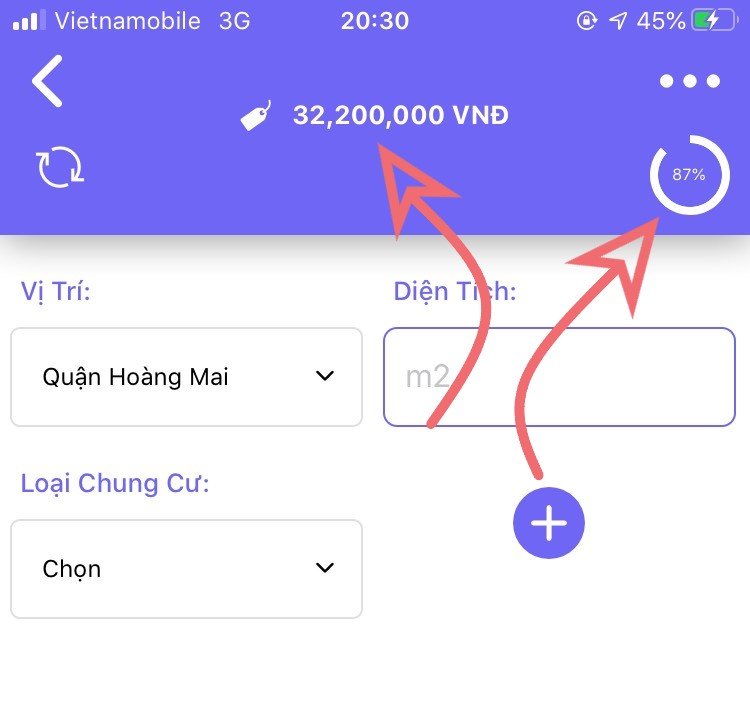 Vietnamobile 3G 20:30 45%
32,200,000 VNĐ
87%
Vị Trí: Diện Tích:
Quận Hoàng Mai m2
Loại Chung Cư:
Chọn